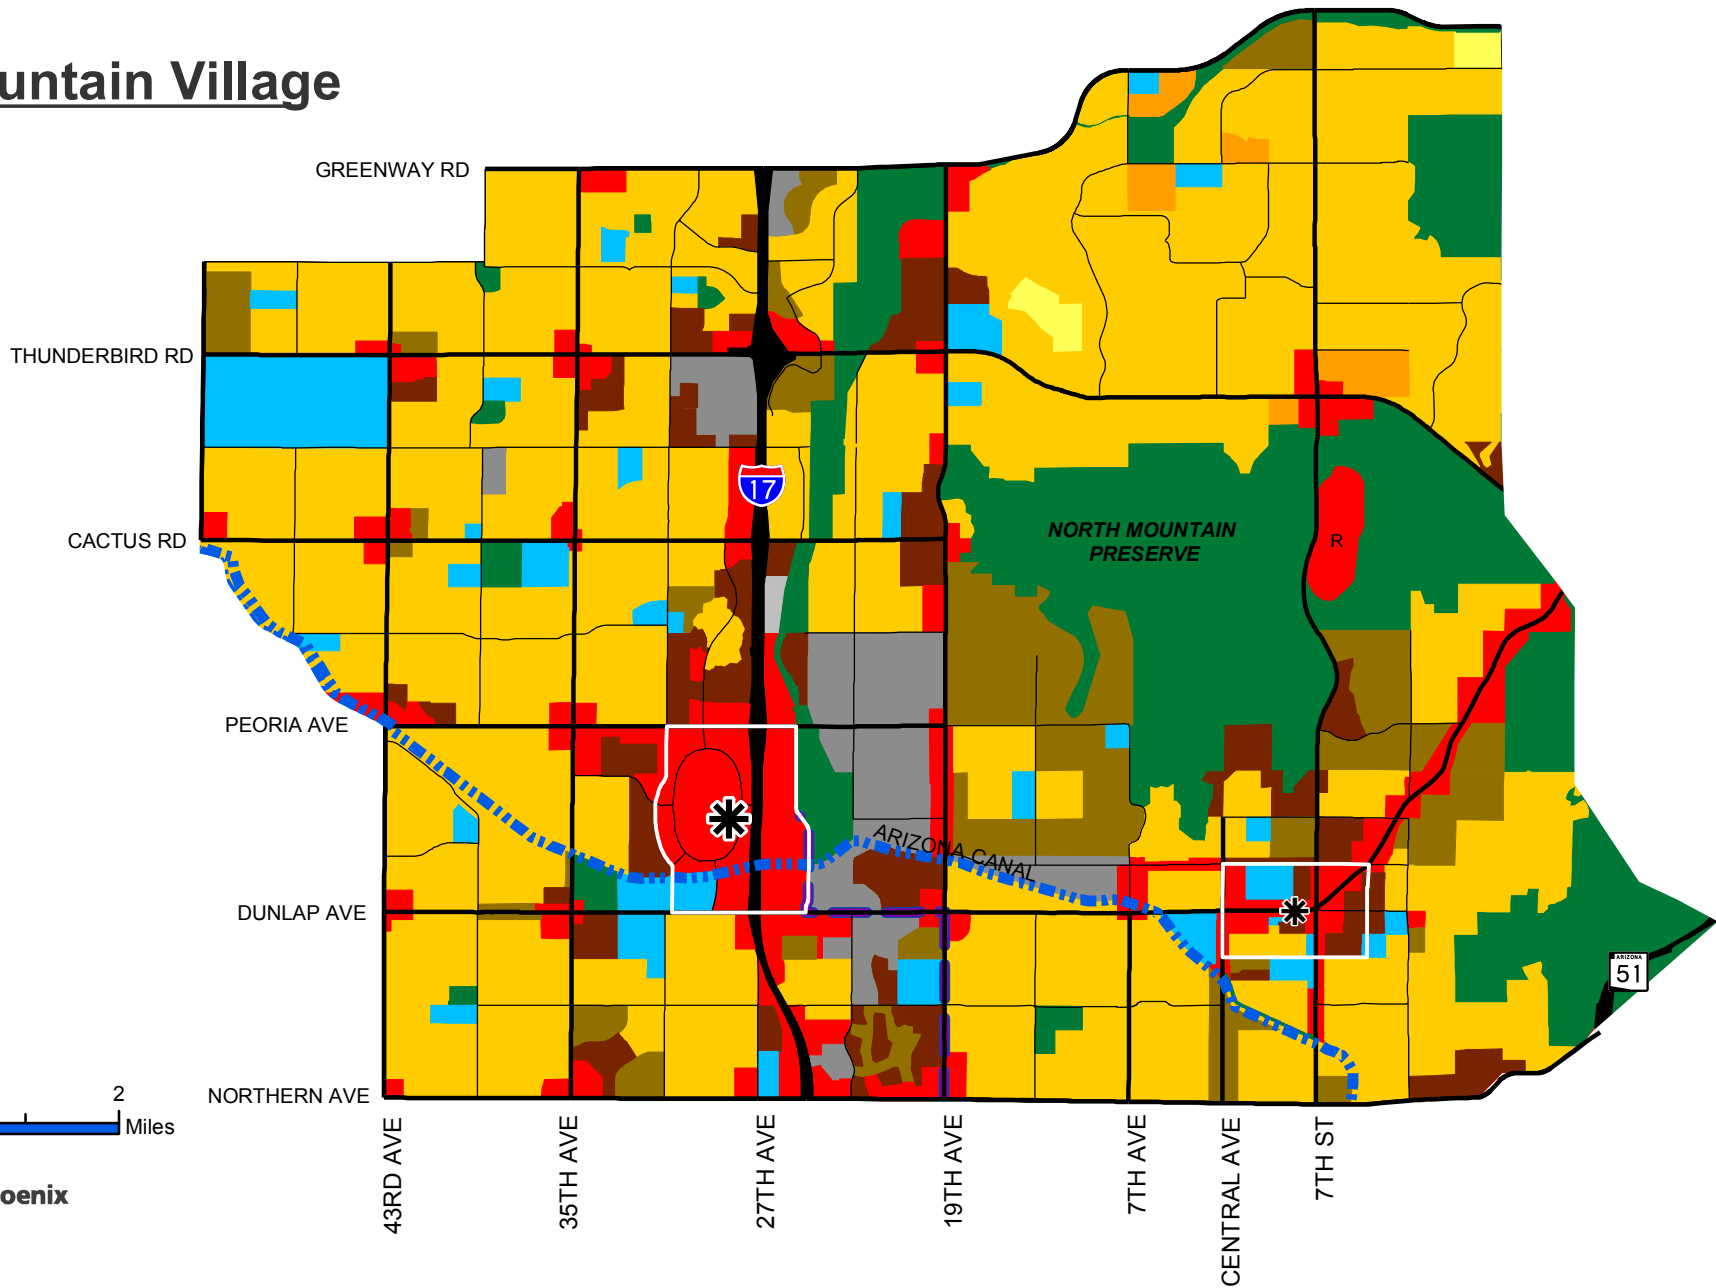 untain Village
GREENWAY RD
THUNDERBIRD RD
17
CACTUS RD
NORTH MOUNTAIN
PRESERVE
R
PEORIA AVE
ARIZONA CANAL
DUNLAP AVE
ARIZONA
51
NORTHERN AVE
2
Miles
oenix
43RD AVE
35TH AVE
27TH AVE
19TH AVE
7TH AVE
CENTRAL AVE
7TH ST